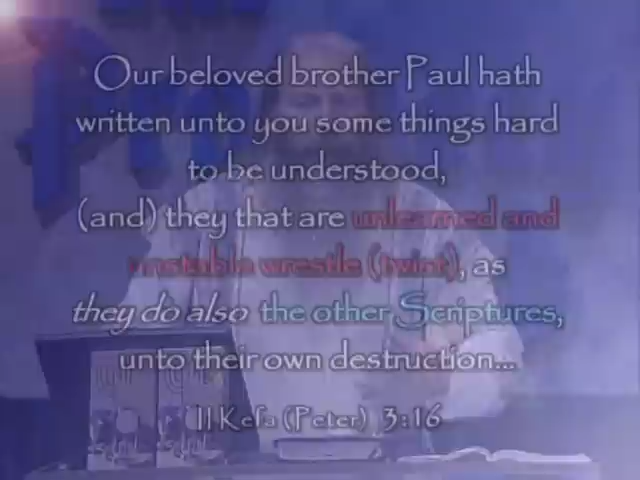 Our beloved brother Paul hath
written unto you some things hard
to be understood,
(and) they that are unlearned and
unstable wrestle (twist), as
they do also the other Scriptures,
unto their own destruction...
II Kefa (Peter) 3:16